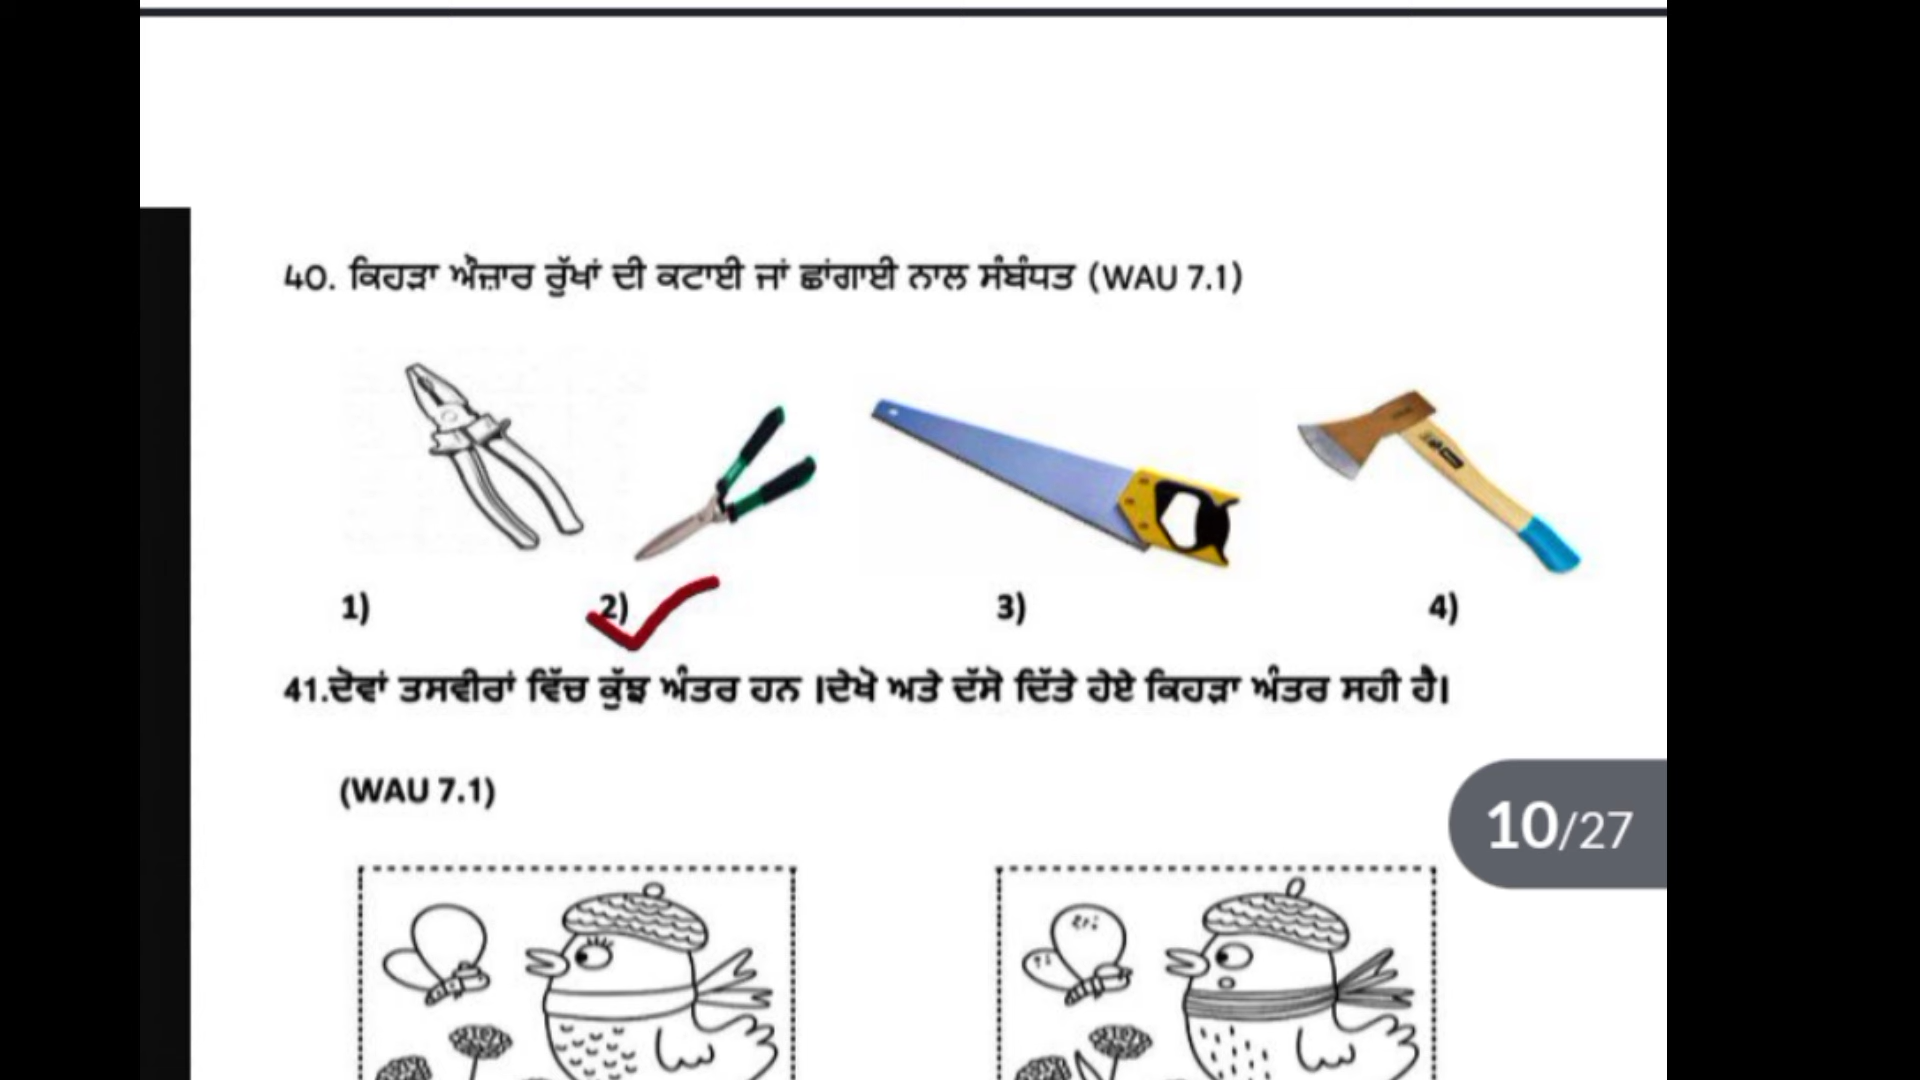 40. ਕਿਹੜਾ ਔਜ਼ਾਰ ਰੁੱਖਾਂ ਦੀ ਕਟਾਈ ਜਾਂ ਛਾਂਗਾਈ ਨਾਲ ਸੰਬੰਧਤ (WAU 7.1)
1) 2) 3) 4)
41.ਦੋਵਾਂ ਤਸਵੀਰਾਂ ਵਿੱਚ ਕੁੱਝ ਅੰਤਰ ਹਨ ।ਦੇਖੋ ਅਤੇ ਦੱਸੋ ਦਿੱਤੇ ਹੋਏ ਕਿਹੜਾ ਅੰਤਰ ਸਹੀ ਹੈ।
(WAU 7.1)
10/27